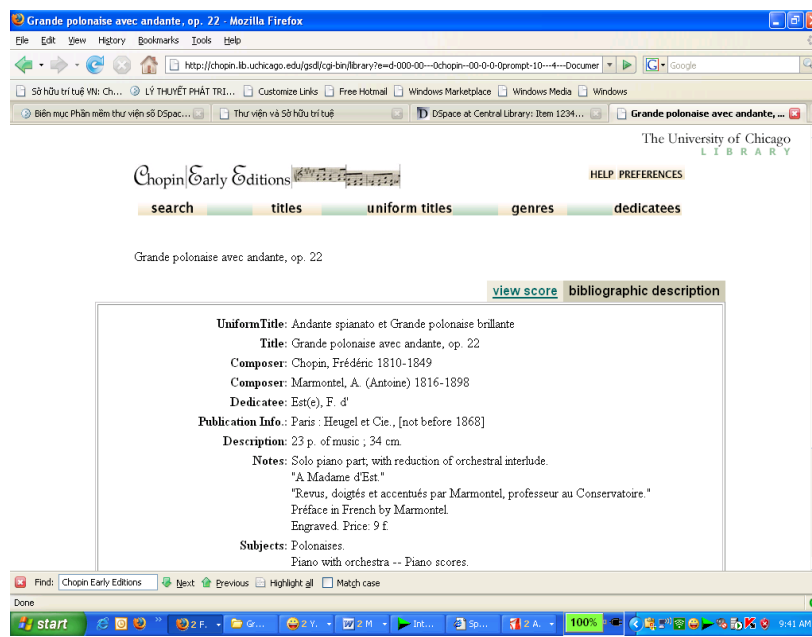 Grande polonaise avec andante, op. 22 - Mozilla Firefox
File Edit View History Bookmarks Tools Help
http://chopin.lib.uchicago.edu/gsdl/cgi-bin/library?e=d-000-00---0chopin--00-0-0-0prompt-10---4---Documer
Google
Sở hữu trí tuệ VN: Ch... LÝ THUYẾT PHÁT TRI... Customize Links Free Hotmail Windows Marketplace Windows Media Windows
Biên mục Phần mềm thư viện số DSpac... Thư viện và Sở hữu trí tuệ DSpace at Central Library: Item 1234... Grande polonaise avec andante, ...
The University of Chicago
LIBRARY
Chopin Early Editions
HELP PREFERENCES
search titles uniform titles genres dedicatees
Grande polonaise avec andante, op. 22
view score bibliographic description
UniformTitle: Andante spianato et Grande polonaise brillante
Title: Grande polonaise avec andante, op. 22
Composer: Chopin, Frédéric 1810-1849
Composer: Marmontel, A. (Antoine) 1816-1898
Dedicatee: Est(e), F. d'
Publication Info.: Paris : Heugel et Cie., [not before 1868]
Description: 23 p. of music ; 34 cm.
Notes: Solo piano part; with reduction of orchestral interlude.
"A Madame d'Est."
"Revus, doigtés et accentués par Marmontel, professeur au Conservatoire."
Préface in French by Marmontel.
Engraved. Price: 9 f.
Subjects: Polonaises.
Piano with orchestra -- Piano scores.
Find: Chopin Early Editions Next Previous Highlight all Match case
Done
start 2 F... Gr... 2 Y... 2 M Int... Sp... 2 A... 100% 9:41 AM